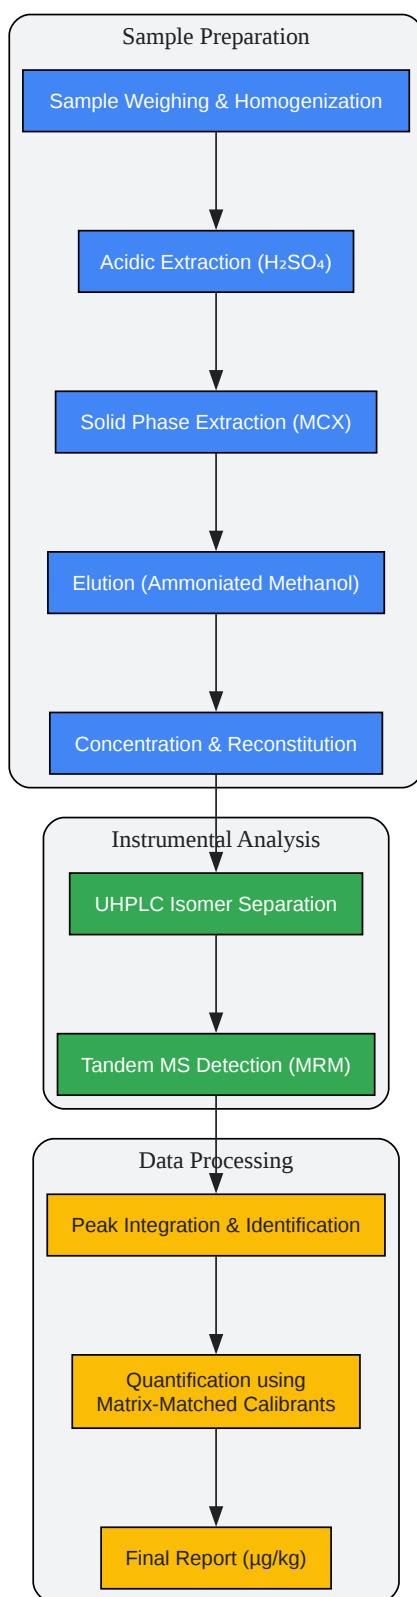 Sample Preparation
Sample Weighing & Homogenization
Acidic Extraction (H₂SO₄)
Solid Phase Extraction (MCX)
Elution (Ammoniated Methanol)
Concentration & Reconstitution
Instrumental Analysis
UHPLC Isomer Separation
Tandem MS Detection (MRM)
Data Processing
Peak Integration & Identification
Quantification using
Matrix-Matched Calibrants
Final Report (µg/kg)